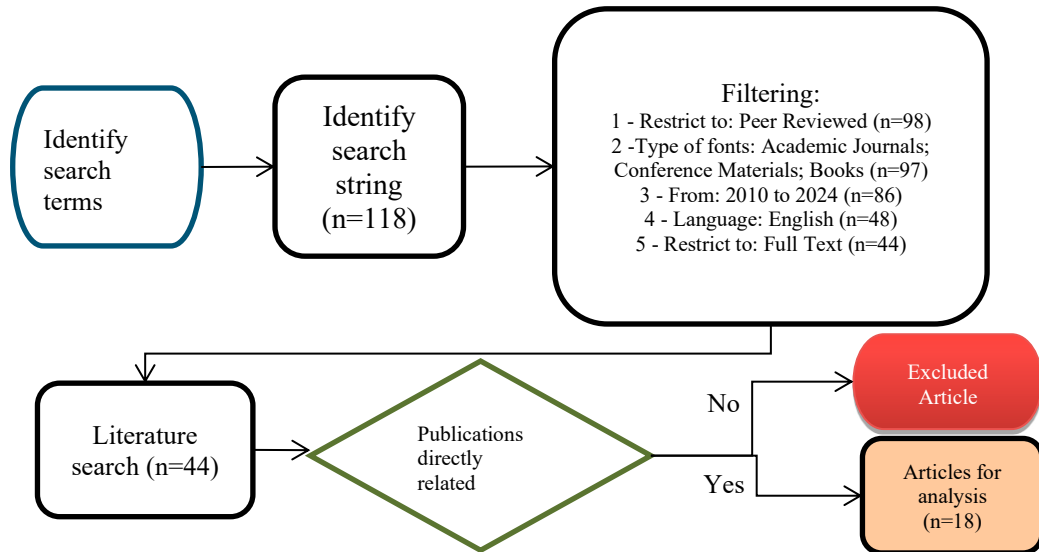 Identify
search
terms
Identify
search
string
(n=118)
Filtering:
1 - Restrict to: Peer Reviewed (n=98)
2 -Type of fonts: Academic Journals;
Conference Materials; Books (n=97)
3 - From: 2010 to 2024 (n=86)
4 - Language: English (n=48)
5 - Restrict to: Full Text (n=44)
Literature
search (n=44)
Publications
directly
related
No
Yes
Excluded
Article
Articles for
analysis
(n=18)